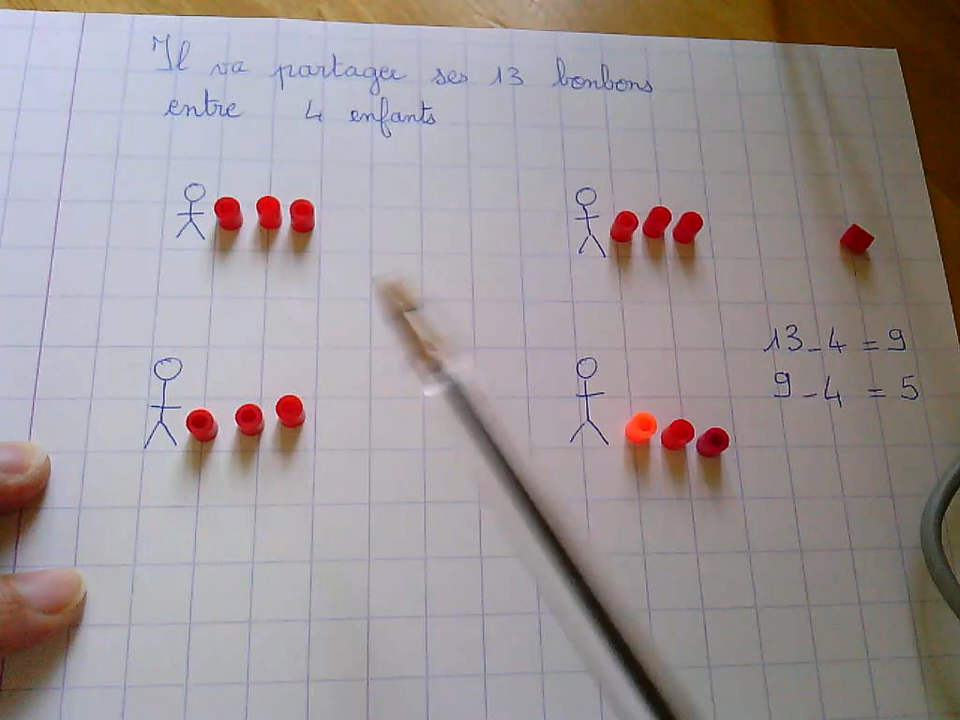 Il va partager ses 13 bonbons
entre 4 enfants
13 - 4 = 9
9 - 4 = 5